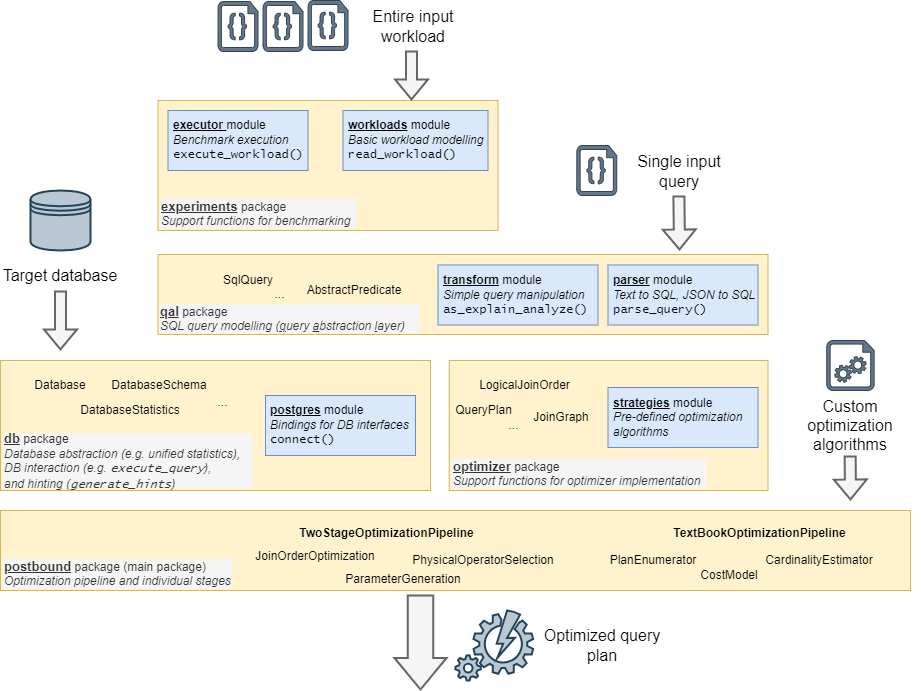 Entire input
workload
executor module
Benchmark execution
execute_workload()
workloads module
Basic workload modelling
read_workload()
experiments package
Support functions for benchmarking
Single input
query
Target database
SqlQuery
...
AbstractPredicate
transform module
Simple query manipulation
as_explain_analyze()
parser module
Text to SQL, JSON to SQL
parse_query()
qal package
SQL query modelling (query abstraction layer)
Database
DatabaseSchema
DatabaseStatistics
...
postgres module
Bindings for DB interfaces
connect()
db package
Database abstraction (e.g. unified statistics),
DB interaction (e.g. execute_query),
and hinting (generate_hints)
LogicalJoinOrder
QueryPlan
...
JoinGraph
strategies module
Pre-defined optimization
algorithms
optimizer package
Support functions for optimizer implementation
Custom
optimization
algorithms
TwoStageOptimizationPipeline
JoinOrderOptimization
PhysicalOperatorSelection
ParameterGeneration
TextBookOptimizationPipeline
PlanEnumerator
CardinalityEstimator
CostModel
postbound package (main package)
Optimization pipeline and individual stages
Optimized query
plan